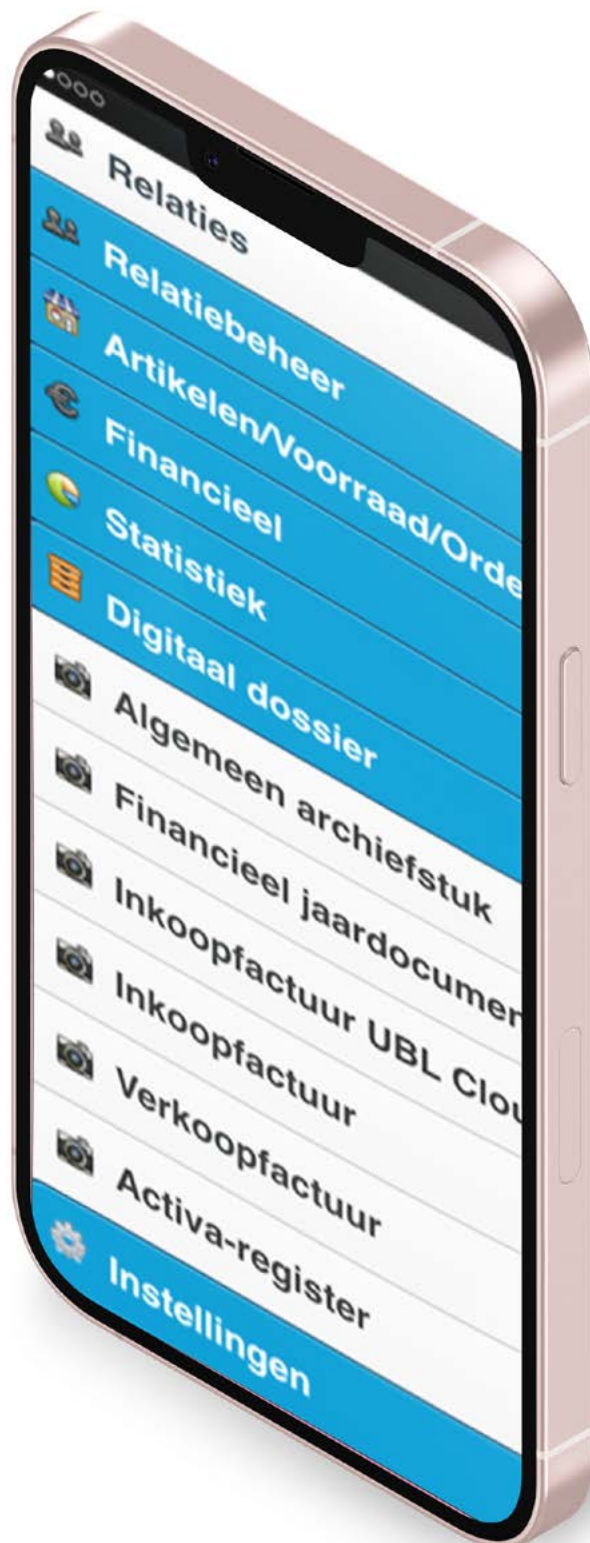 Relaties
Relatiebeheer
Artikelen/Voorraad/Orde
Financieel
Statistiek
Digitaal dossier
Algemeen archiefstuk
Financieel jaardocumen
Inkoopfactuur UBL Clou
Inkoopfactuur
Verkoopfactuur
Activa-register
Instellingen